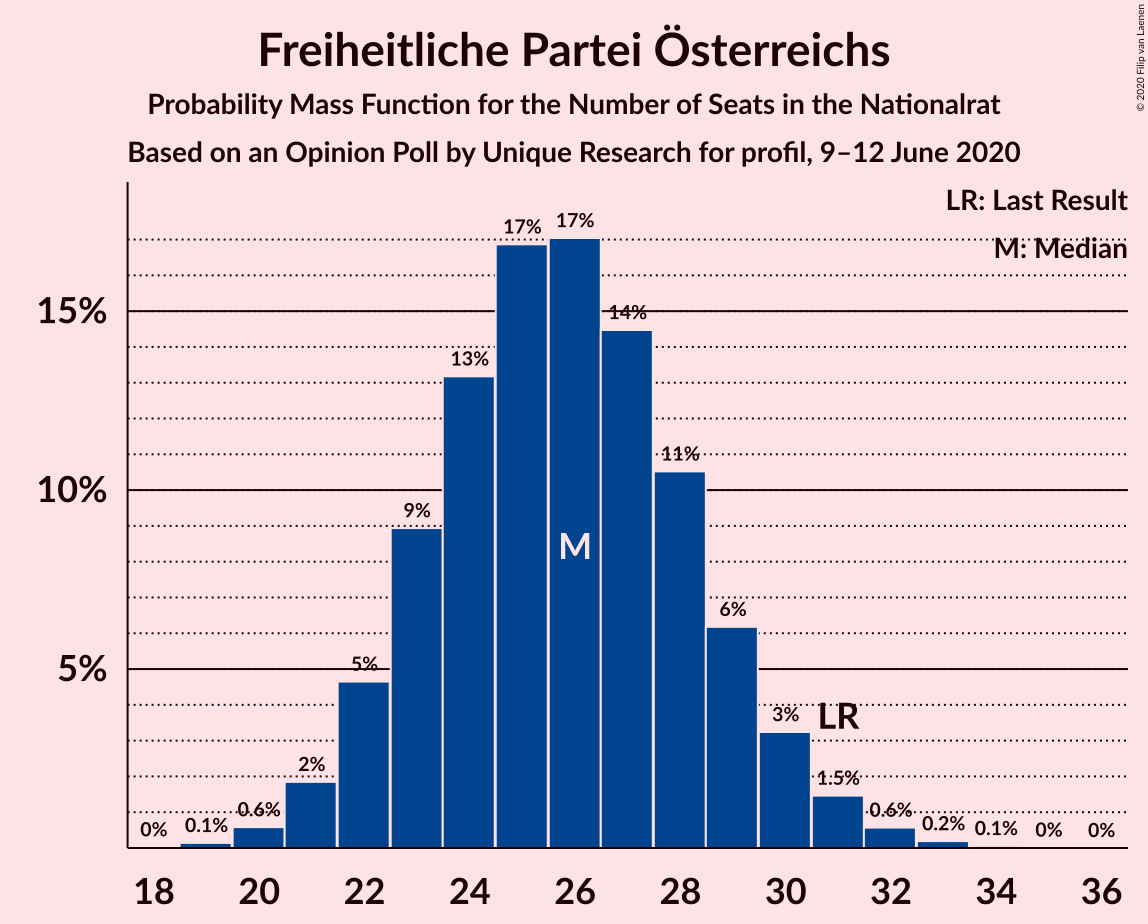 © 2020 Filip van Laenen
Freiheitliche Partei Österreichs
Probability Mass Function for the Number of Seats in the Nationalrat
Based on an Opinion Poll by Unique Research for profil, 9–12 June 2020
LR: Last Result
M: Median
15%
10%
5%
0%
0.1%
0.6%
2%
5%
9%
13%
17%
17%
14%
11%
6%
3%
1.5%
0.6%
0.2%
0.1%
0%
0%
M
LR
18 20 22 24 26 28 30 32 34 36